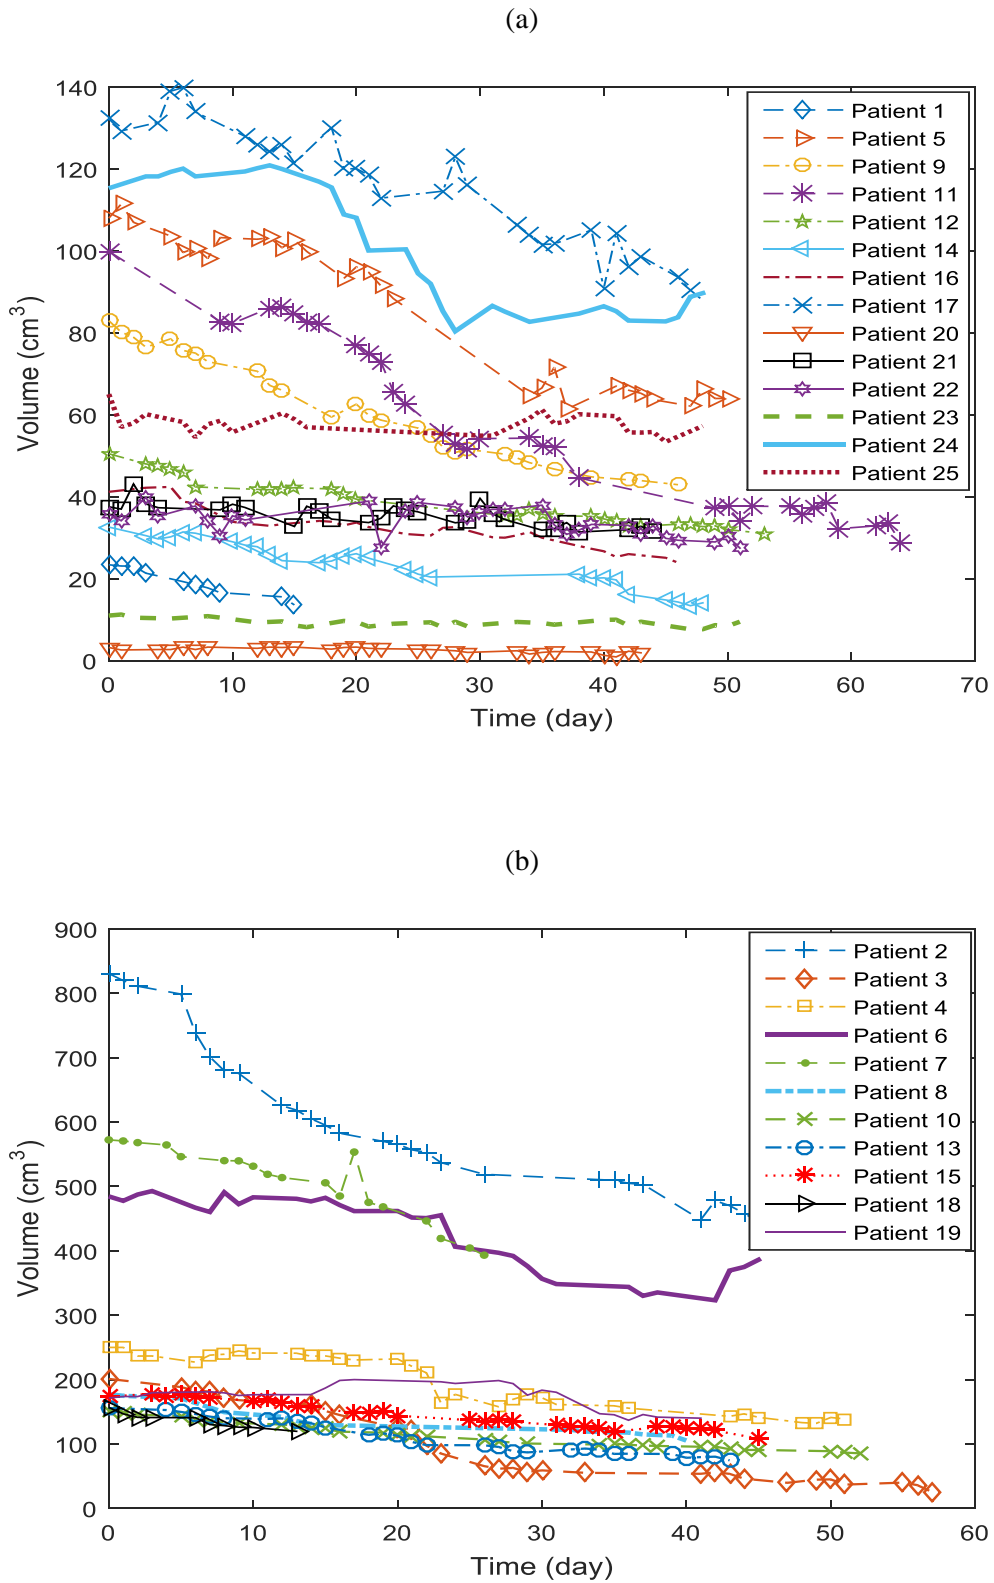 (a)
140
120
100
80
60
40
20
0
Volume (cm3)
0 10 20 30 40 50 60 70
Time (day)
Patient 1
Patient 5
Patient 9
Patient 11
Patient 12
Patient 14
Patient 16
Patient 17
Patient 20
Patient 21
Patient 22
Patient 23
Patient 24
Patient 25
(b)
900
800
700
600
500
400
300
200
100
0
Volume (cm3)
0 10 20 30 40 50 60
Time (day)
Patient 2
Patient 3
Patient 4
Patient 6
Patient 7
Patient 8
Patient 10
Patient 13
Patient 15
Patient 18
Patient 19